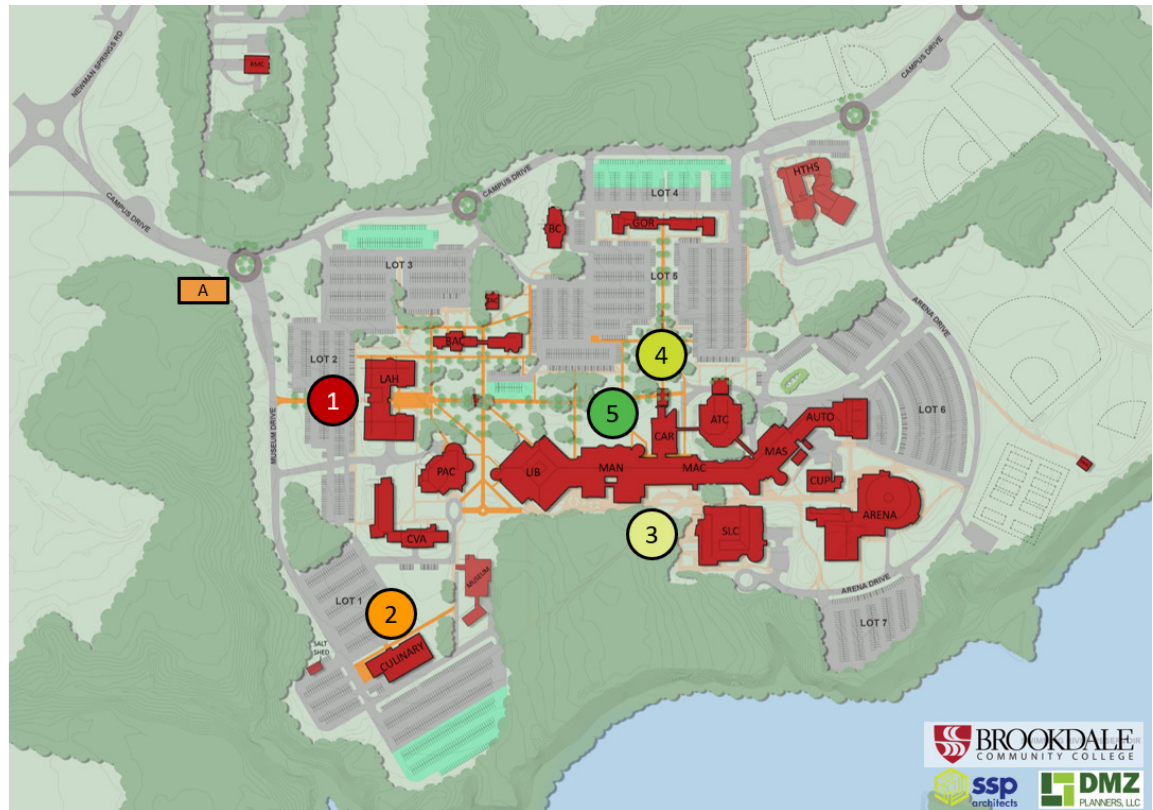 NEWMAN SPRINGS RD
CAMPUS DRIVE
CAMPUS DRIVE
CAMPUS DRIVE
LOT 4
HTHS
BC
GOR
LOT 3
LOT 5
A
ARENA DRIVE
BAC
LOT 2
4
LAH
1
5
MUSEUM DRIVE
ATC
AUTO
LOT 6
CAR
MAS
PAC
UB
MAN
MAC
CUP
ARENA
3
SLC
CVA
MUSEUM
ARENA DRIVE
LOT 1
2
LOT 7
SALT
SHED
CULINARY
BROOKDALE
COMMUNITY COLLEGE
ssp
architects
DMZ
PLANNERS, LLC